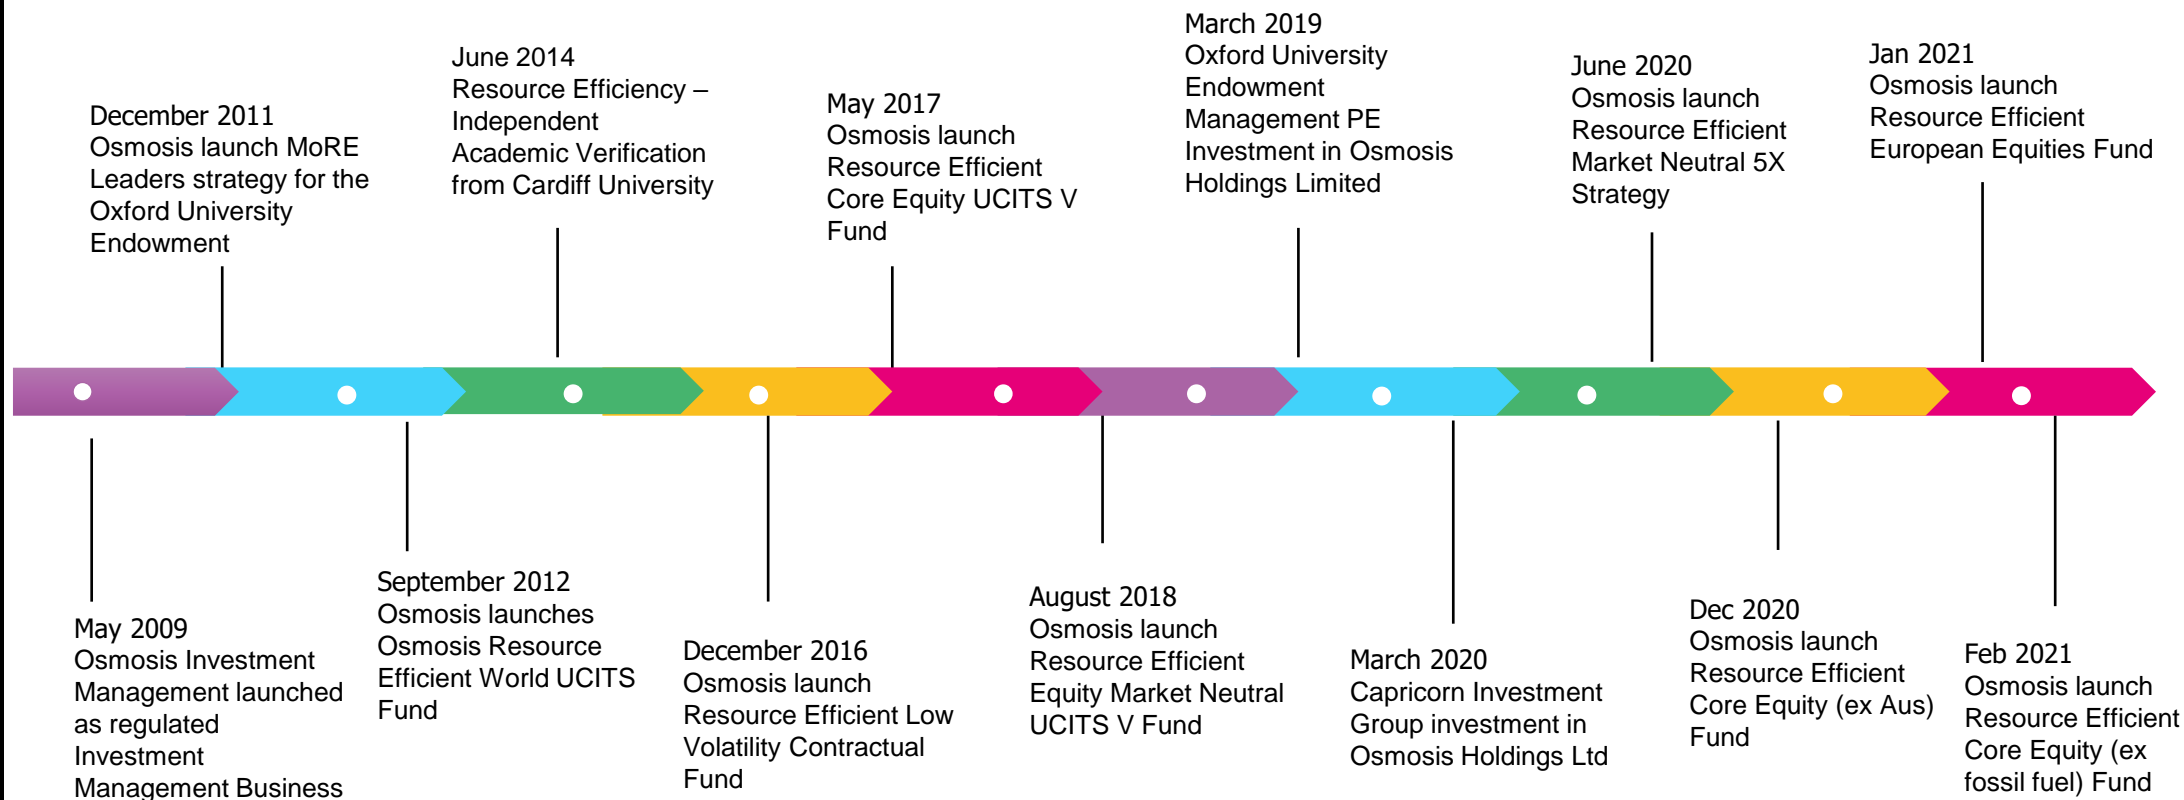 May 2009
Osmosis Investment
Management launched
as regulated
Investment
Management Business
December 2011
Osmosis launch MoRE
Leaders strategy for the
Oxford University
Endowment
September 2012
Osmosis launches
Osmosis Resource
Efficient World UCITS
Fund
June 2014
Resource Efficiency –
Independent
Academic Verification
from Cardiff University
December 2016
Osmosis launch
Resource Efficient Low
Volatility Contractual
Fund
May 2017
Osmosis launch
Resource Efficient
Core Equity UCITS V
Fund
August 2018
Osmosis launch
Resource Efficient
Equity Market Neutral
UCITS V Fund
March 2019
Oxford University
Endowment
Management PE
Investment in Osmosis
Holdings Limited
March 2020
Capricorn Investment
Group investment in
Osmosis Holdings Ltd
June 2020
Osmosis launch
Resource Efficient
Market Neutral 5X
Strategy
Dec 2020
Osmosis launch
Resource Efficient
Core Equity (ex Aus)
Fund
Jan 2021
Osmosis launch
Resource Efficient
European Equities Fund
Feb 2021
Osmosis launch
Resource Efficient
Core Equity (ex
fossil fuel) Fund